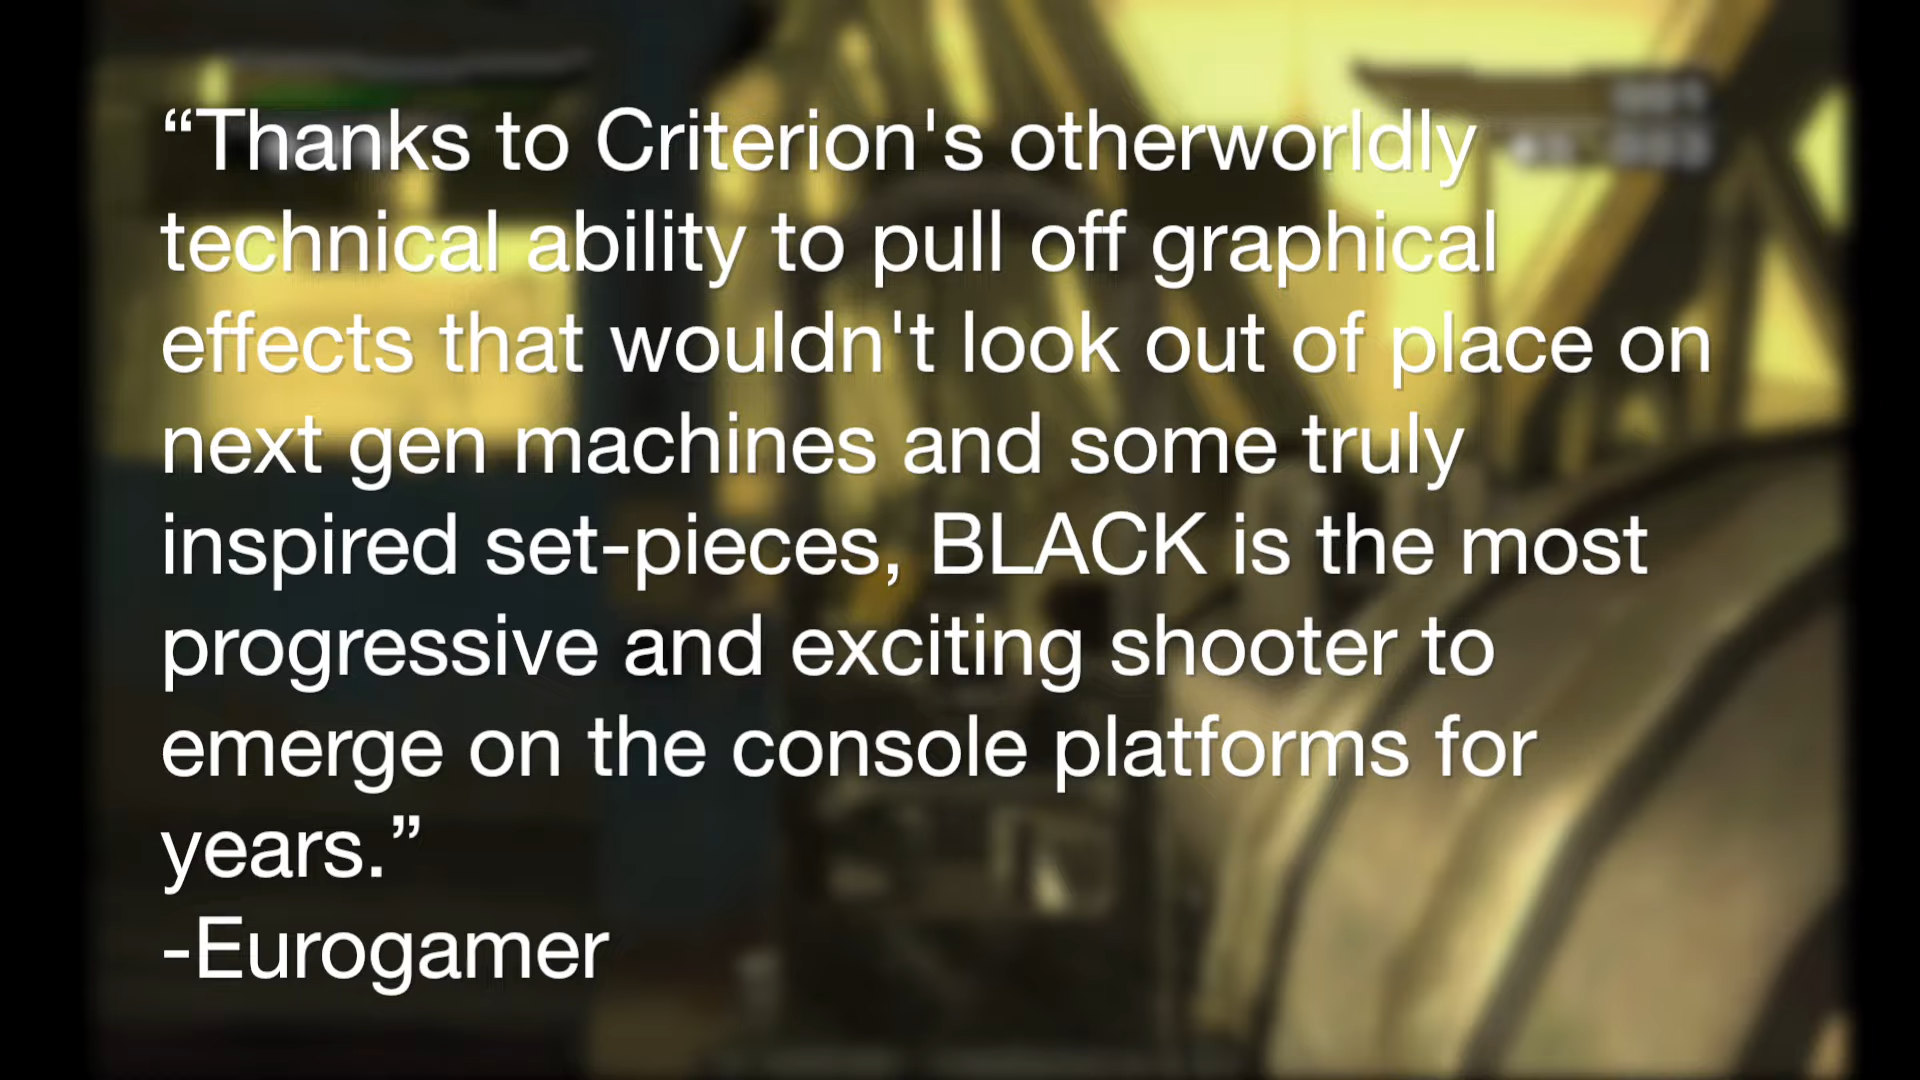 “Thanks to Criterion's otherworldly
technical ability to pull off graphical
effects that wouldn't look out of place on
next gen machines and some truly
inspired set-pieces, BLACK is the most
progressive and exciting shooter to
emerge on the console platforms for
years.”
-Eurogamer